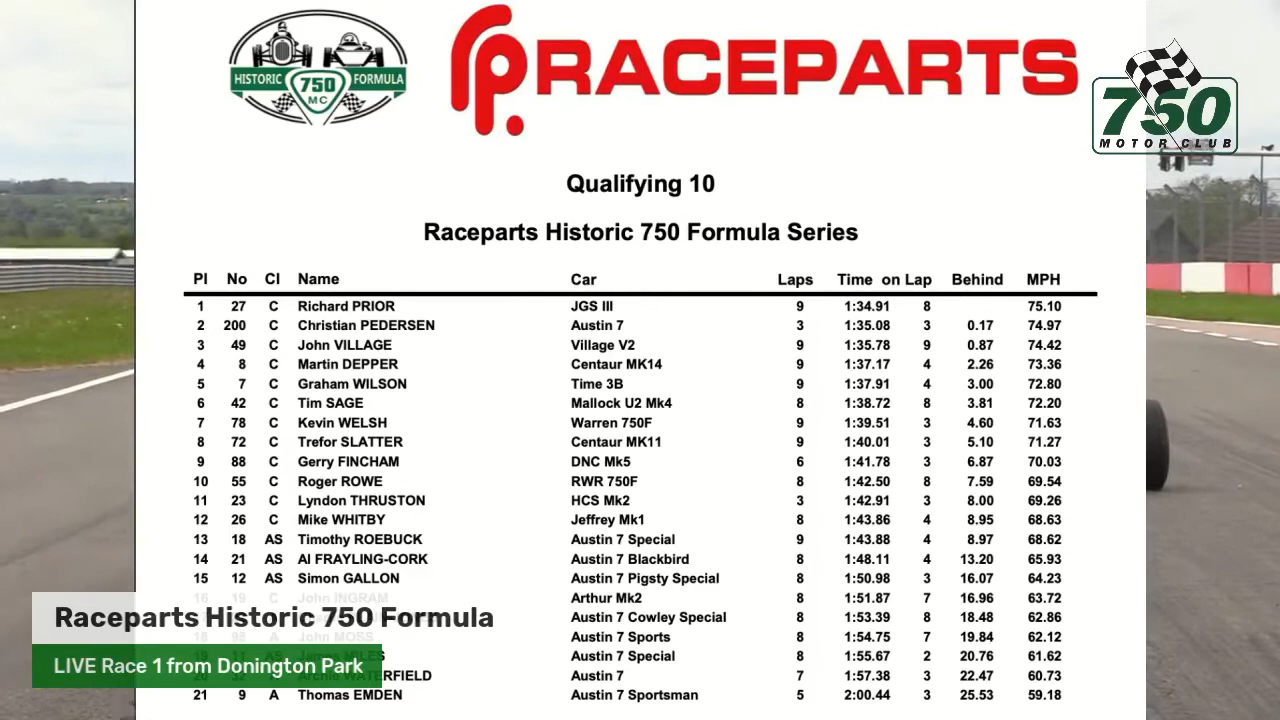 HISTORIC 750 FORMULA
MC
RACEPARTS
750
MOTOR CLUB
Qualifying 10
Raceparts Historic 750 Formula Series
Pl No Cl Name Car Laps Time on Lap Behind MPH
1 27 C Richard PRIOR JGS III 9 1:34.91 8 75.10
2 200 C Christian PEDERSEN Austin 7 3 1:35.08 3 0.17 74.97
3 49 C John VILLAGE Village V2 9 1:35.78 9 0.87 74.42
4 8 C Martin DEPPER Centaur MK14 9 1:37.17 4 2.26 73.36
5 7 C Graham WILSON Time 3B 9 1:37.91 4 3.00 72.80
6 42 C Tim SAGE Mallock U2 Mk4 8 1:38.72 8 3.81 72.20
7 78 C Kevin WELSH Warren 750F 9 1:39.51 3 4.60 71.63
8 72 C Trefor SLATTER Centaur MK11 9 1:40.01 3 5.10 71.27
9 88 C Gerry FINCHAM DNC Mk5 6 1:41.78 3 6.87 70.03
10 55 C Roger ROWE RWR 750F 8 1:42.50 8 7.59 69.54
11 23 C Lyndon THRUSTON HCS Mk2 3 1:42.91 3 8.00 69.26
12 26 C Mike WHITBY Jeffrey Mk1 8 1:43.86 4 8.95 68.63
13 18 AS Timothy ROEBUCK Austin 7 Special 9 1:43.88 4 8.97 68.62
14 21 AS Al FRAYLING-CORK Austin 7 Blackbird 8 1:48.11 4 13.20 65.93
15 12 AS Simon GALLON Austin 7 Pigsty Special 8 1:50.98 3 16.07 64.23
16 19 C John INGRAM Arthur Mk2 8 1:51.87 7 16.96 63.72
Austin 7 Cowley Special 8 1:53.39 8 18.48 62.86
18 98 A John MOSS Austin 7 Sports 8 1:54.75 7 19.84 62.12
19 AS James MILES Austin 7 Special 8 1:55.67 2 20.76 61.62
20 Archie WATERFIELD Austin 7 7 1:57.38 3 22.47 60.73
21 9 A Thomas EMDEN Austin 7 Sportsman 5 2:00.44 3 25.53 59.18
Raceparts Historic 750 Formula
LIVE Race 1 from Donington Park